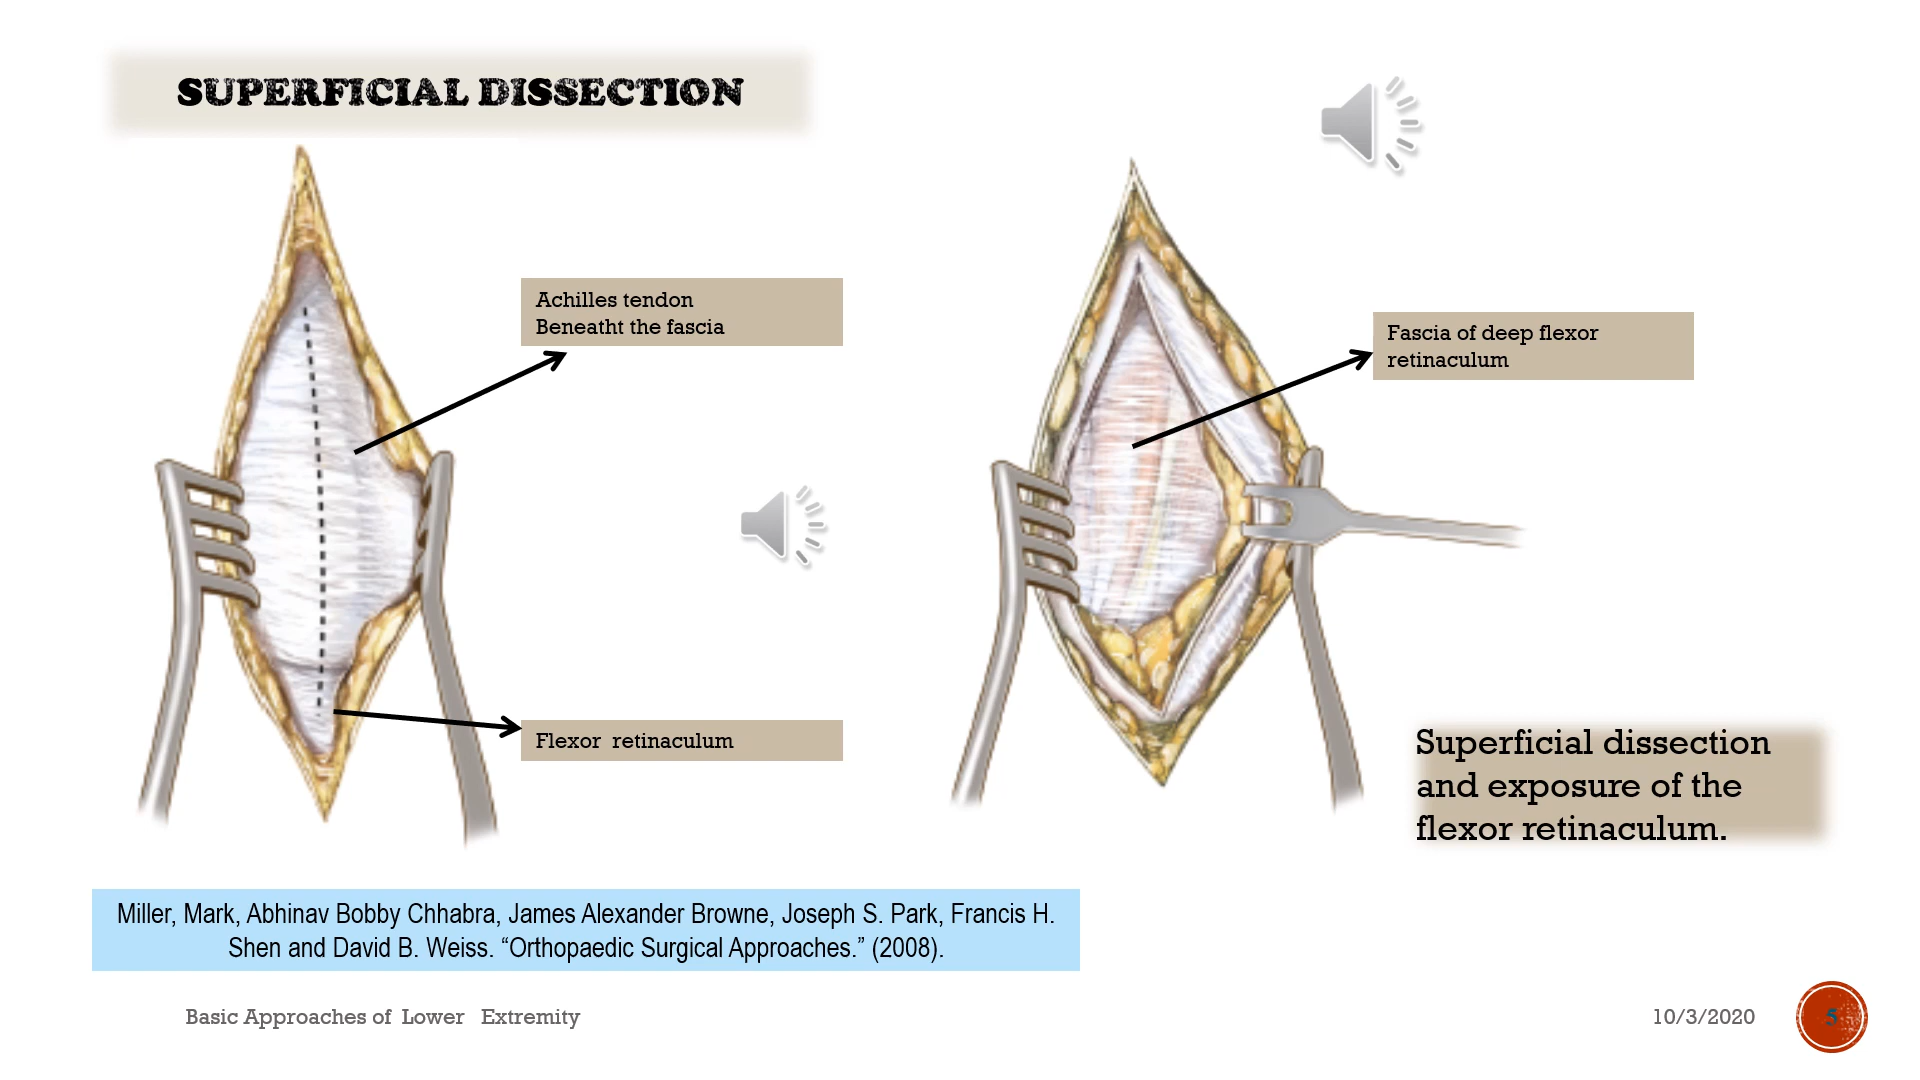 SUPERFICIAL DISSECTION
Achilles tendon
Beneatht the fascia
Fascia of deep flexor
retinaculum
Flexor retinaculum
Superficial dissection
and exposure of the
flexor retinaculum.
Miller, Mark, Abhinav Bobby Chhabra, James Alexander Browne, Joseph S. Park, Francis H.
Shen and David B. Weiss. “Orthopaedic Surgical Approaches.” (2008).
Basic Approaches of Lower Extremity
10/3/2020
5